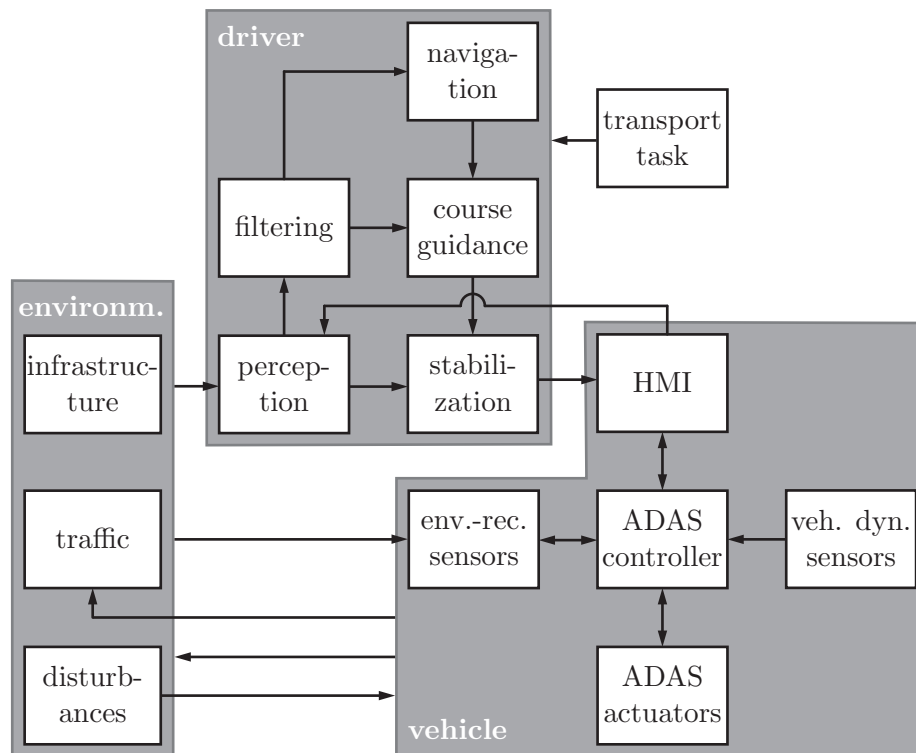 driver
naviga-
tion
transport
task
filtering
course
guidance
environm.
infrastruc-
ture
percep-
tion
stabili-
zation
HMI
traffic
env.-rec.
sensors
ADAS
controller
veh. dyn.
sensors
disturb-
ances
ADAS
actuators
vehicle